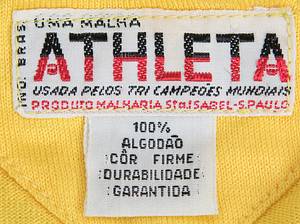 UMA MALHA
IND. BRAS.
ATHLETA
USADA PELOS TRI CAMPEÕES MUNDIAIS
PRODUTO MALHARIA Sta.ISABEL-S.PAULO
100%
ALGODÃO
CÔR FIRME
DURABILIDADE
GARANTIDA